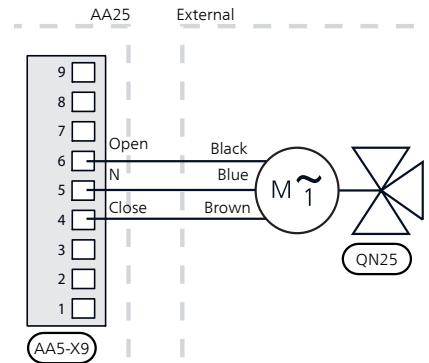 AA25 External
9
8
7
Open Black
6
N Blue
5
Close Brown
4
3
2
1
M ~ 1
QN25
AA5-X9